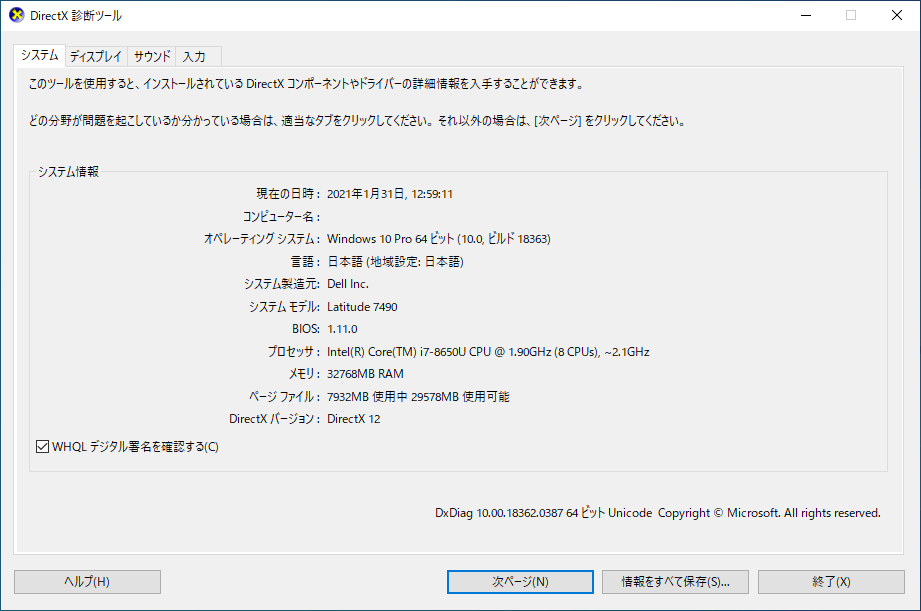 DirectX 診断ツール
システム ディスプレイ サウンド 入力
このツールを使用すると、インストールされている DirectX コンポーネントやドライバーの詳細情報を入手することができます。
どの分野が問題を起こしているか分かっている場合は、適当なタブをクリックしてください。それ以外の場合は、[次ページ] をクリックしてください。
システム情報
現在の日時: 2021年1月31日, 12:59:11
コンピューター名:
オペレーティング システム: Windows 10 Pro 64 ビット (10.0, ビルド 18363)
言語: 日本語 (地域設定: 日本語)
システム製造元: Dell Inc.
システム モデル: Latitude 7490
BIOS: 1.11.0
プロセッサ: Intel(R) Core(TM) i7-8650U CPU @ 1.90GHz (8 CPUs), ~2.1GHz
メモリ: 32768MB RAM
ページ ファイル: 7932MB 使用中 29578MB 使用可能
DirectX バージョン: DirectX 12
WHQL デジタル署名を確認する(C)
DxDiag 10.00.18362.0387 64 ビット Unicode Copyright © Microsoft. All rights reserved.
ヘルプ(H) 次ページ(N) 情報をすべて保存(S)... 終了(X)